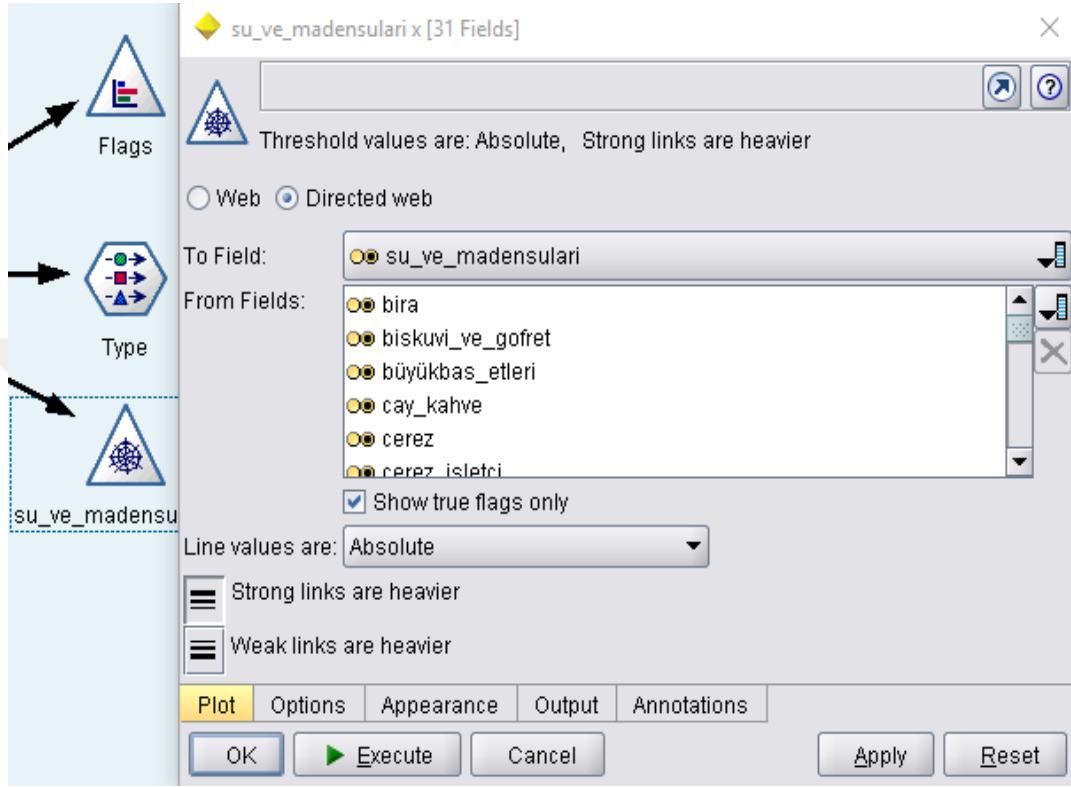 su_ve_madensulari x [31 Fields]
Flags
Threshold values are: Absolute, Strong links are heavier
Web Directed web
To Field: su_ve_madensulari
From Fields: bira
biskuvi_ve_gofret
büyükbas_etleri
Type
cay_kahve
cerez
cerez_isletci
Show true flags only
su_ve_madensu
Line values are: Absolute
Strong links are heavier
Weak links are heavier
Plot Options Appearance Output Annotations
OK Execute Cancel Apply Reset